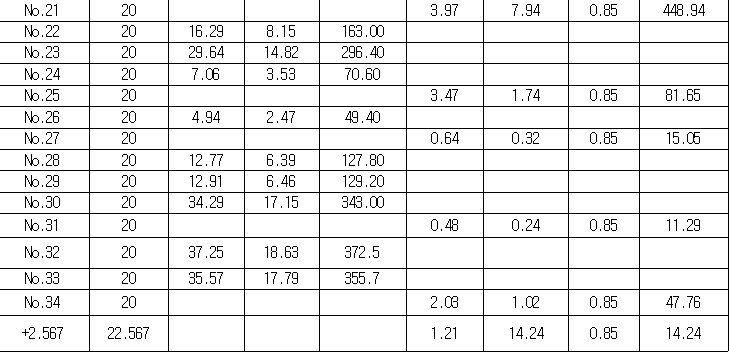 No.21 20 3.97 7.94 0.85 448.94
No.22 20 16.29 8.15 163.00
No.23 20 29.64 14.82 296.40
No.24 20 7.06 3.53 70.60
No.25 20 3.47 1.74 0.85 81.65
No.26 20 4.94 2.47 49.40
No.27 20 0.64 0.32 0.85 15.05
No.28 20 12.77 6.39 127.80
No.29 20 12.91 6.46 129.20
No.30 20 34.29 17.15 343.00
No.31 20 0.48 0.24 0.85 11.29
No.32 20 37.25 18.63 372.5
No.33 20 35.57 17.79 355.7
No.34 20 2.03 1.02 0.85 47.76
+2.567 22.567 1.21 14.24 0.85 14.24